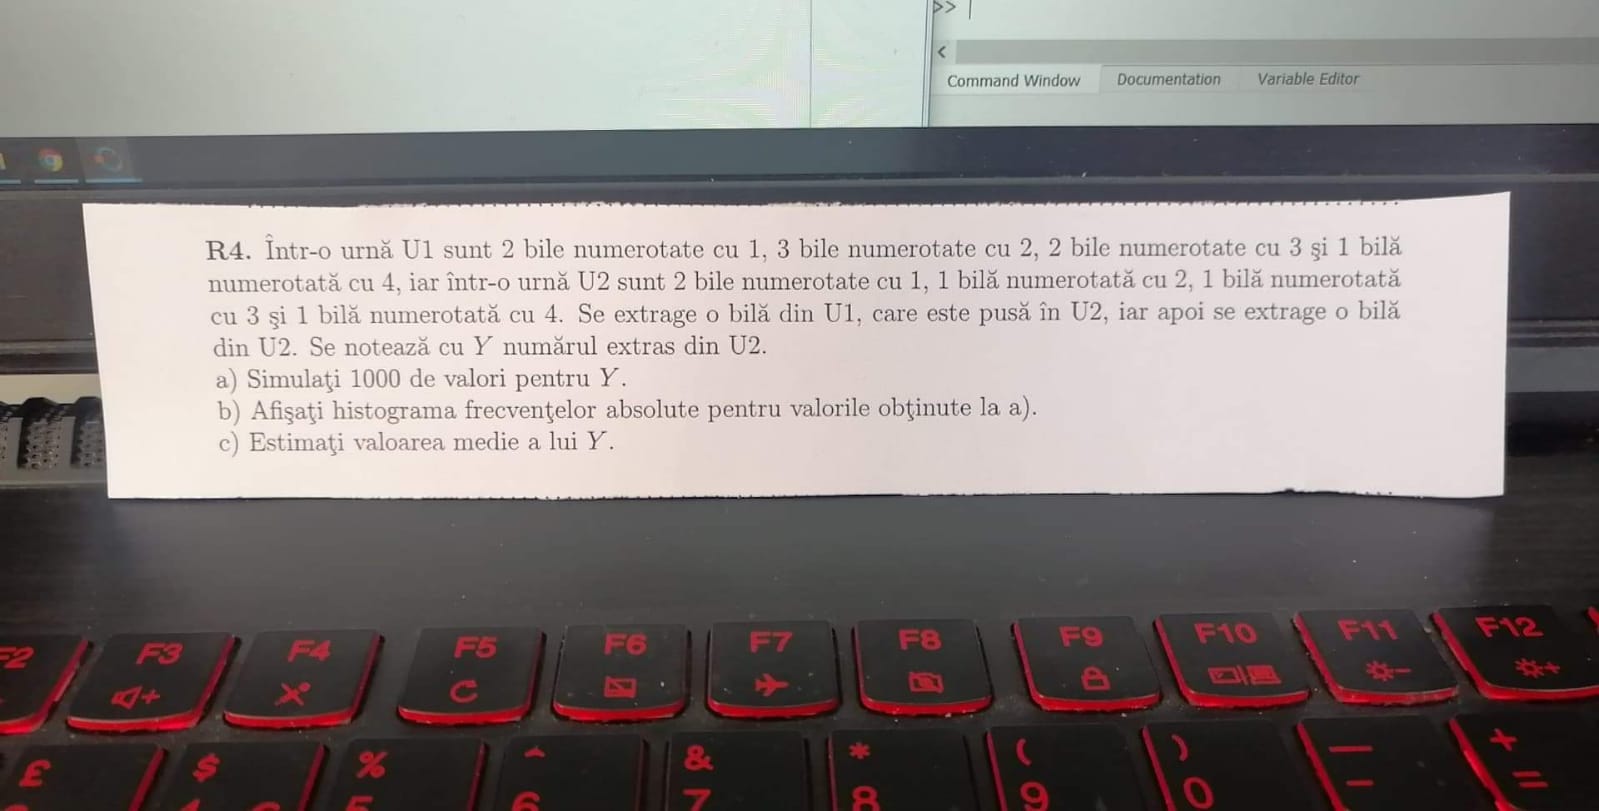 >>
<
Command Window Documentation Variable Editor
R4. Într-o urnă U1 sunt 2 bile numerotate cu 1, 3 bile numerotate cu 2, 2 bile numerotate cu 3 şi 1 bilă
numerotată cu 4, iar într-o urnă U2 sunt 2 bile numerotate cu 1, 1 bilă numerotată cu 2, 1 bilă numerotată
cu 3 şi 1 bilă numerotată cu 4. Se extrage o bilă din U1, care este pusă în U2, iar apoi se extrage o bilă
din U2. Se notează cu Y numărul extras din U2.
a) Simulaţi 1000 de valori pentru Y.
b) Afişaţi histograma frecvenţelor absolute pentru valorile obţinute la a).
c) Estimaţi valoarea medie a lui Y.
F2 F3 F4 F5 F6 F7 F8 F9 F10 F11 F12
£ $ % ^ & * ( ) — +
5 6 7 8 9 0 - =